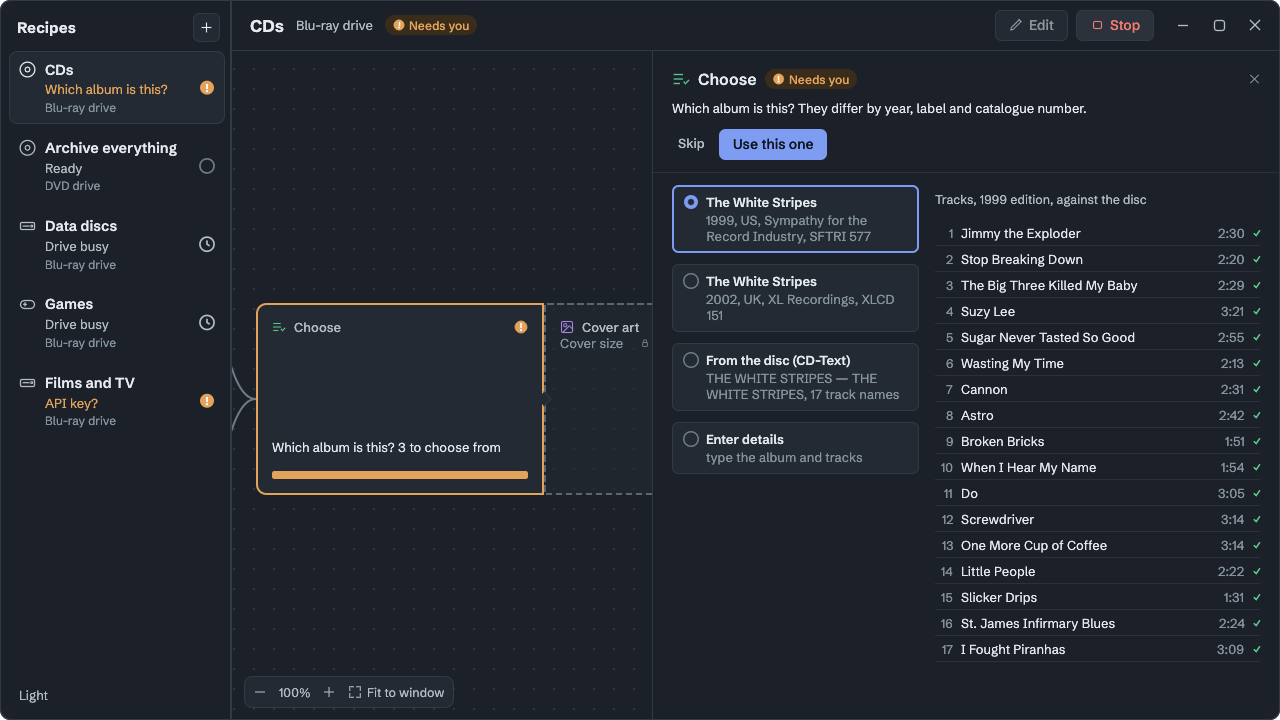 Recipes
CDs
Which album is this?
Blu-ray drive
Archive everything
Ready
DVD drive
Data discs
Drive busy
Blu-ray drive
Games
Drive busy
Blu-ray drive
Films and TV
API key?
Blu-ray drive
Light
CDs Blu-ray drive Needs you
Edit Stop
Choose
Which album is this? 3 to choose from
Cover art
Cover size
100% Fit to window
Choose Needs you
Which album is this? They differ by year, label and catalogue number.
Skip Use this one
The White Stripes
1999, US, Sympathy for the
Record Industry, SFTRI 577
The White Stripes
2002, UK, XL Recordings, XLCD
151
From the disc (CD-Text)
THE WHITE STRIPES — THE
WHITE STRIPES, 17 track names
Enter details
type the album and tracks
Tracks, 1999 edition, against the disc
1 Jimmy the Exploder 2:30
2 Stop Breaking Down 2:20
3 The Big Three Killed My Baby 2:29
4 Suzy Lee 3:21
5 Sugar Never Tasted So Good 2:55
6 Wasting My Time 2:13
7 Cannon 2:31
8 Astro 2:42
9 Broken Bricks 1:51
10 When I Hear My Name 1:54
11 Do 3:05
12 Screwdriver 3:14
13 One More Cup of Coffee 3:14
14 Little People 2:22
15 Slicker Drips 1:31
16 St. James Infirmary Blues 2:24
17 I Fought Piranhas 3:09